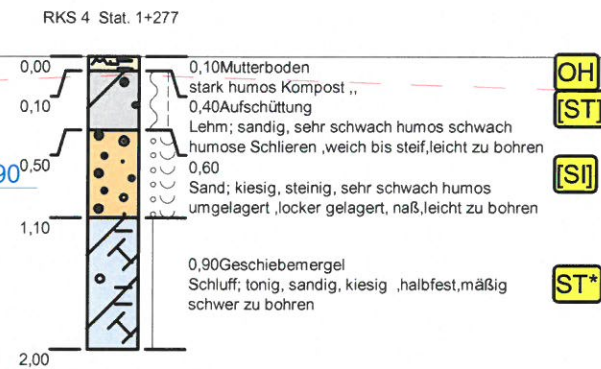 RKS 4 Stat. 1+277
0,00
0,10Mutterboden
stark humos Kompost ,,
OH
0,10
0,40Aufschüttung
Lehm; sandig, sehr schwach humos schwach
humose Schlieren ,weich bis steif,leicht zu bohren
[ST]
90
0,50
0,60
Sand; kiesig, steinig, sehr schwach humos
umgelagert ,locker gelagert, naß,leicht zu bohren
[SI]
1,10
0,90Geschiebemergel
Schluff; tonig, sandig, kiesig ,halbfest,mäßig
schwer zu bohren
ST*
2,00